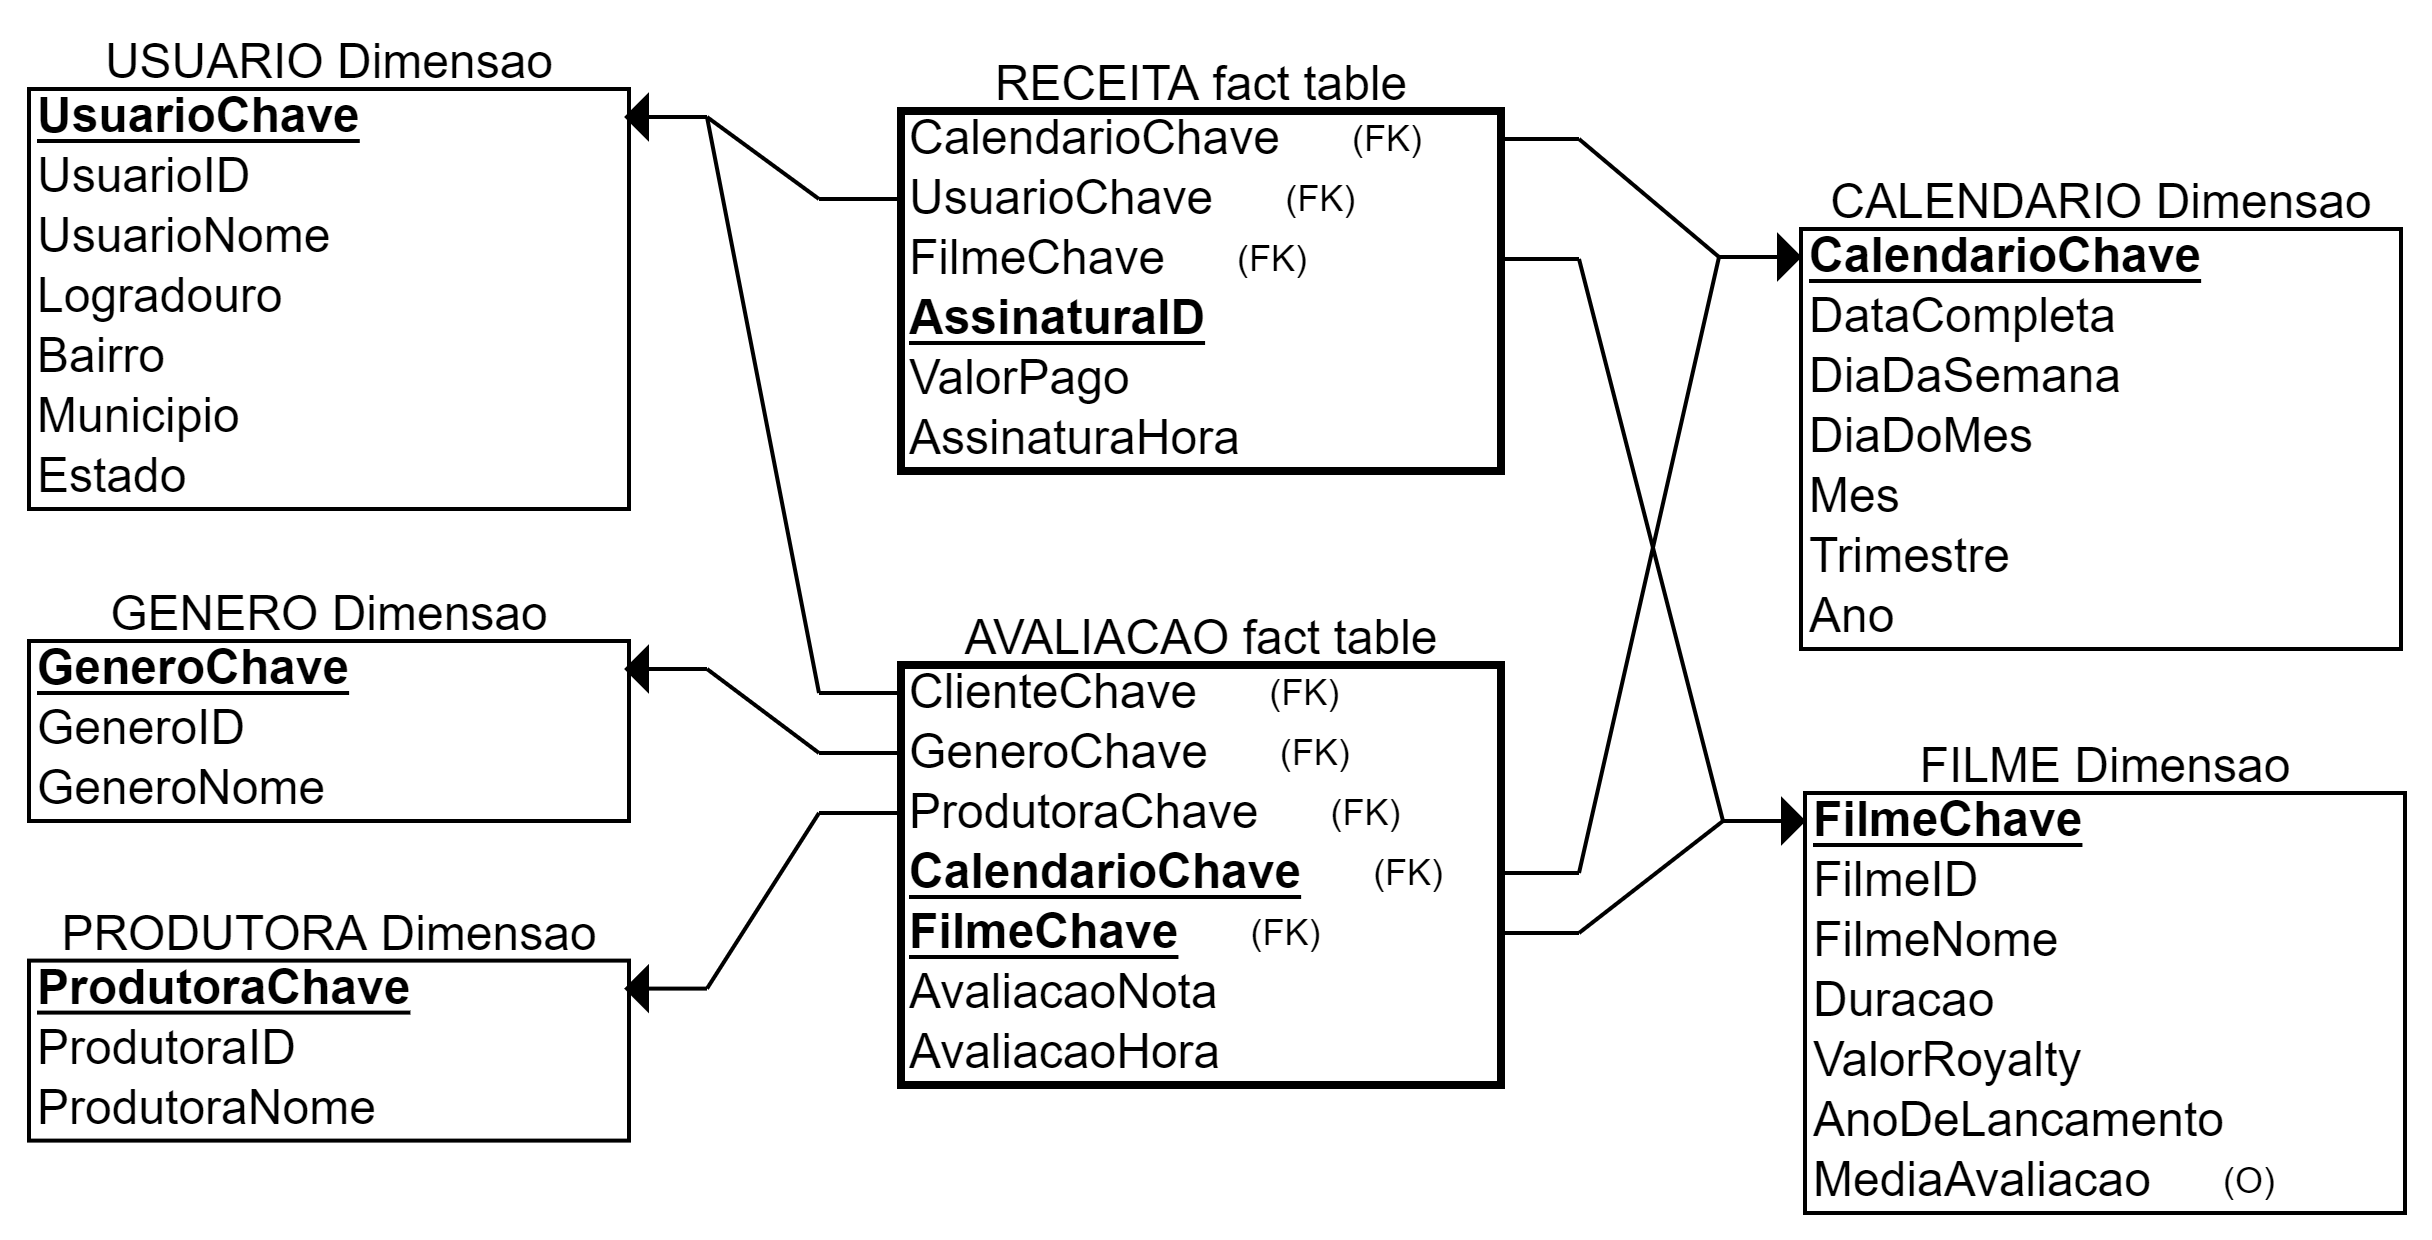 USUARIO Dimensao
UsuarioChave
UsuarioID
UsuarioNome
Logradouro
Bairro
Municipio
Estado
GENERO Dimensao
GeneroChave
GeneroID
GeneroNome
PRODUTORA Dimensao
ProdutoraChave
ProdutoraID
ProdutoraNome
RECEITA fact table
CalendarioChave (FK)
UsuarioChave (FK)
FilmeChave (FK)
AssinaturaID
ValorPago
AssinaturaHora
AVALIACAO fact table
ClienteChave (FK)
GeneroChave (FK)
ProdutoraChave (FK)
CalendarioChave (FK)
FilmeChave (FK)
AvaliacaoNota
AvaliacaoHora
CALENDARIO Dimensao
CalendarioChave
DataCompleta
DiaDaSemana
DiaDoMes
Mes
Trimestre
Ano
FILME Dimensao
FilmeChave
FilmeID
FilmeNome
Duracao
ValorRoyalty
AnoDeLancamento
MediaAvaliacao (O)